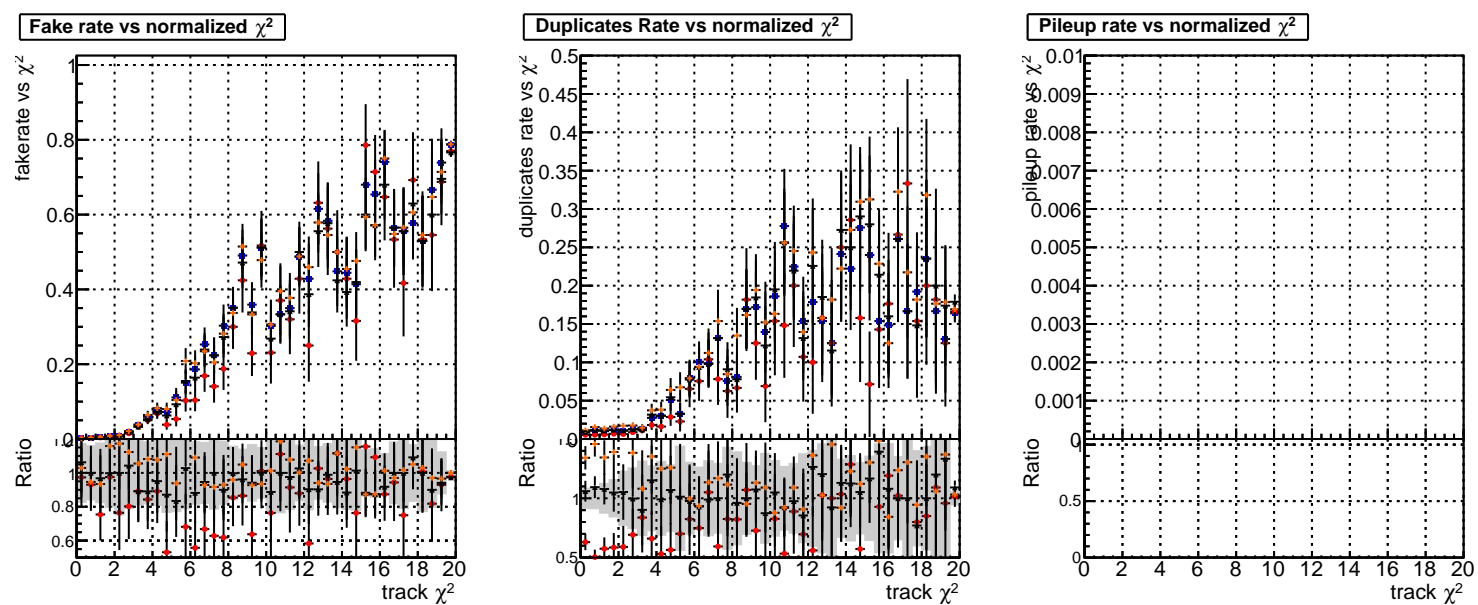 Fake rate vs normalized χ²
fakerate vs χ²
1
0.8
0.6
0.4
0.2
0
Ratio
1
0.8
0.6
0 2 4 6 8 10 12 14 16 18 20
track χ²
Duplicates Rate vs normalized χ²
duplicates rate vs χ²
0.5
0.45
0.4
0.35
0.3
0.25
0.2
0.15
0.1
0.05
Ratio
1
0.5
0 2 4 6 8 10 12 14 16 18 20
track χ²
Pileup rate vs normalized χ²
pileup rate vs χ²
0.01
0.009
0.008
0.007
0.006
0.005
0.004
0.003
0.002
0.001
0
Ratio
1
0.5
0
0 2 4 6 8 10 12 14 16 18 20
track χ²